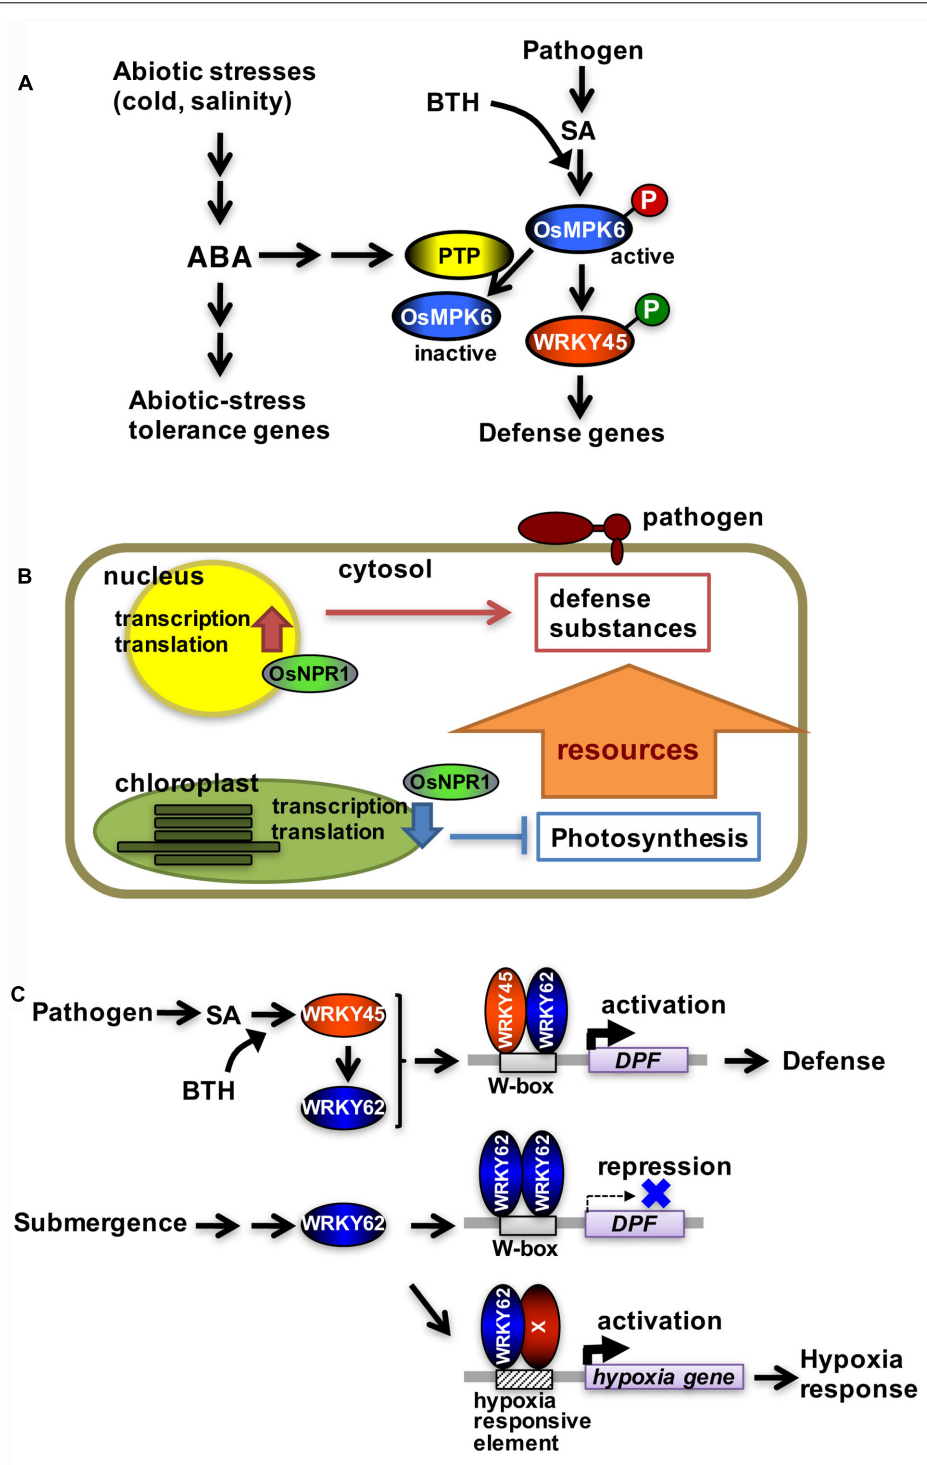 A
Abiotic stresses
(cold, salinity)
Pathogen
BTH
SA
P
OsMPK6
active
ABA
PTP
OsMPK6
inactive
P
WRKY45
Abiotic-stress
tolerance genes
Defense genes
B
pathogen
nucleus
cytosol
transcription
translation
OsNPR1
defense
substances
resources
chloroplast
OsNPR1
transcription
translation
Photosynthesis
C
Pathogen
SA
WRKY45
BTH
WRKY62
WRKY45
WRKY62
activation
DPF
W-box
Defense
Submergence
WRKY62
WRKY62
WRKY62
repression
DPF
W-box
WRKY62
X
activation
hypoxia gene
hypoxia
responsive
element
Hypoxia
response